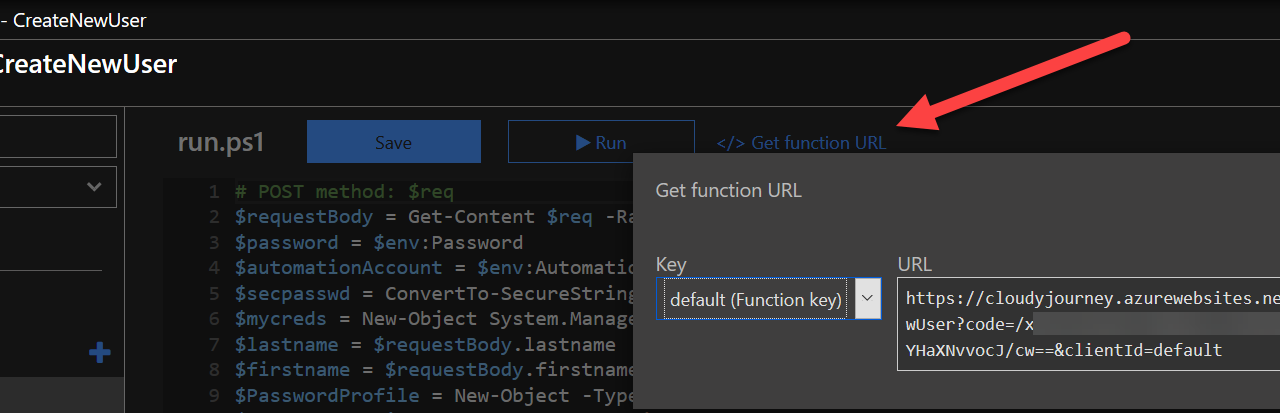 - CreateNewUser
CreateNewUser
run.ps1
Save
Run
</> Get function URL
1 # POST method: $req
2 $requestBody = Get-Content $req -Ra
3 $password = $env:Password
4 $automationAccount = $env:Automatio
5 $secpasswd = ConvertTo-SecureString
6 $mycreds = New-Object System.Manage
7 $lastname = $requestBody.lastname
8 $firstname = $requestBody.firstname
9 $PasswordProfile = New-Object -Type
Get function URL
Key
default (Function key)
URL
https://cloudyjourney.azurewebsites.ne
wUser?code=/x
YHaXNvvocJ/cw==&clientId=default